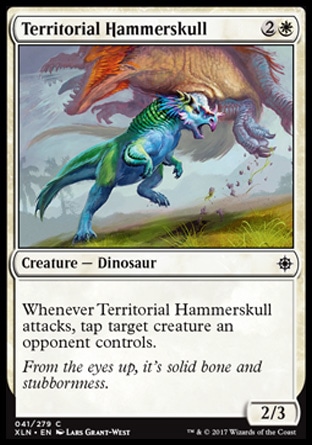 Territorial Hammerskull 2
Creature — Dinosaur
Whenever Territorial Hammerskull
attacks, tap target creature an
opponent controls.
From the eyes up, it's solid bone and
stubbornness.
2/3
041/279 C
XLN • EN Lars Grant-West
™ & © 2017 Wizards of the Coast